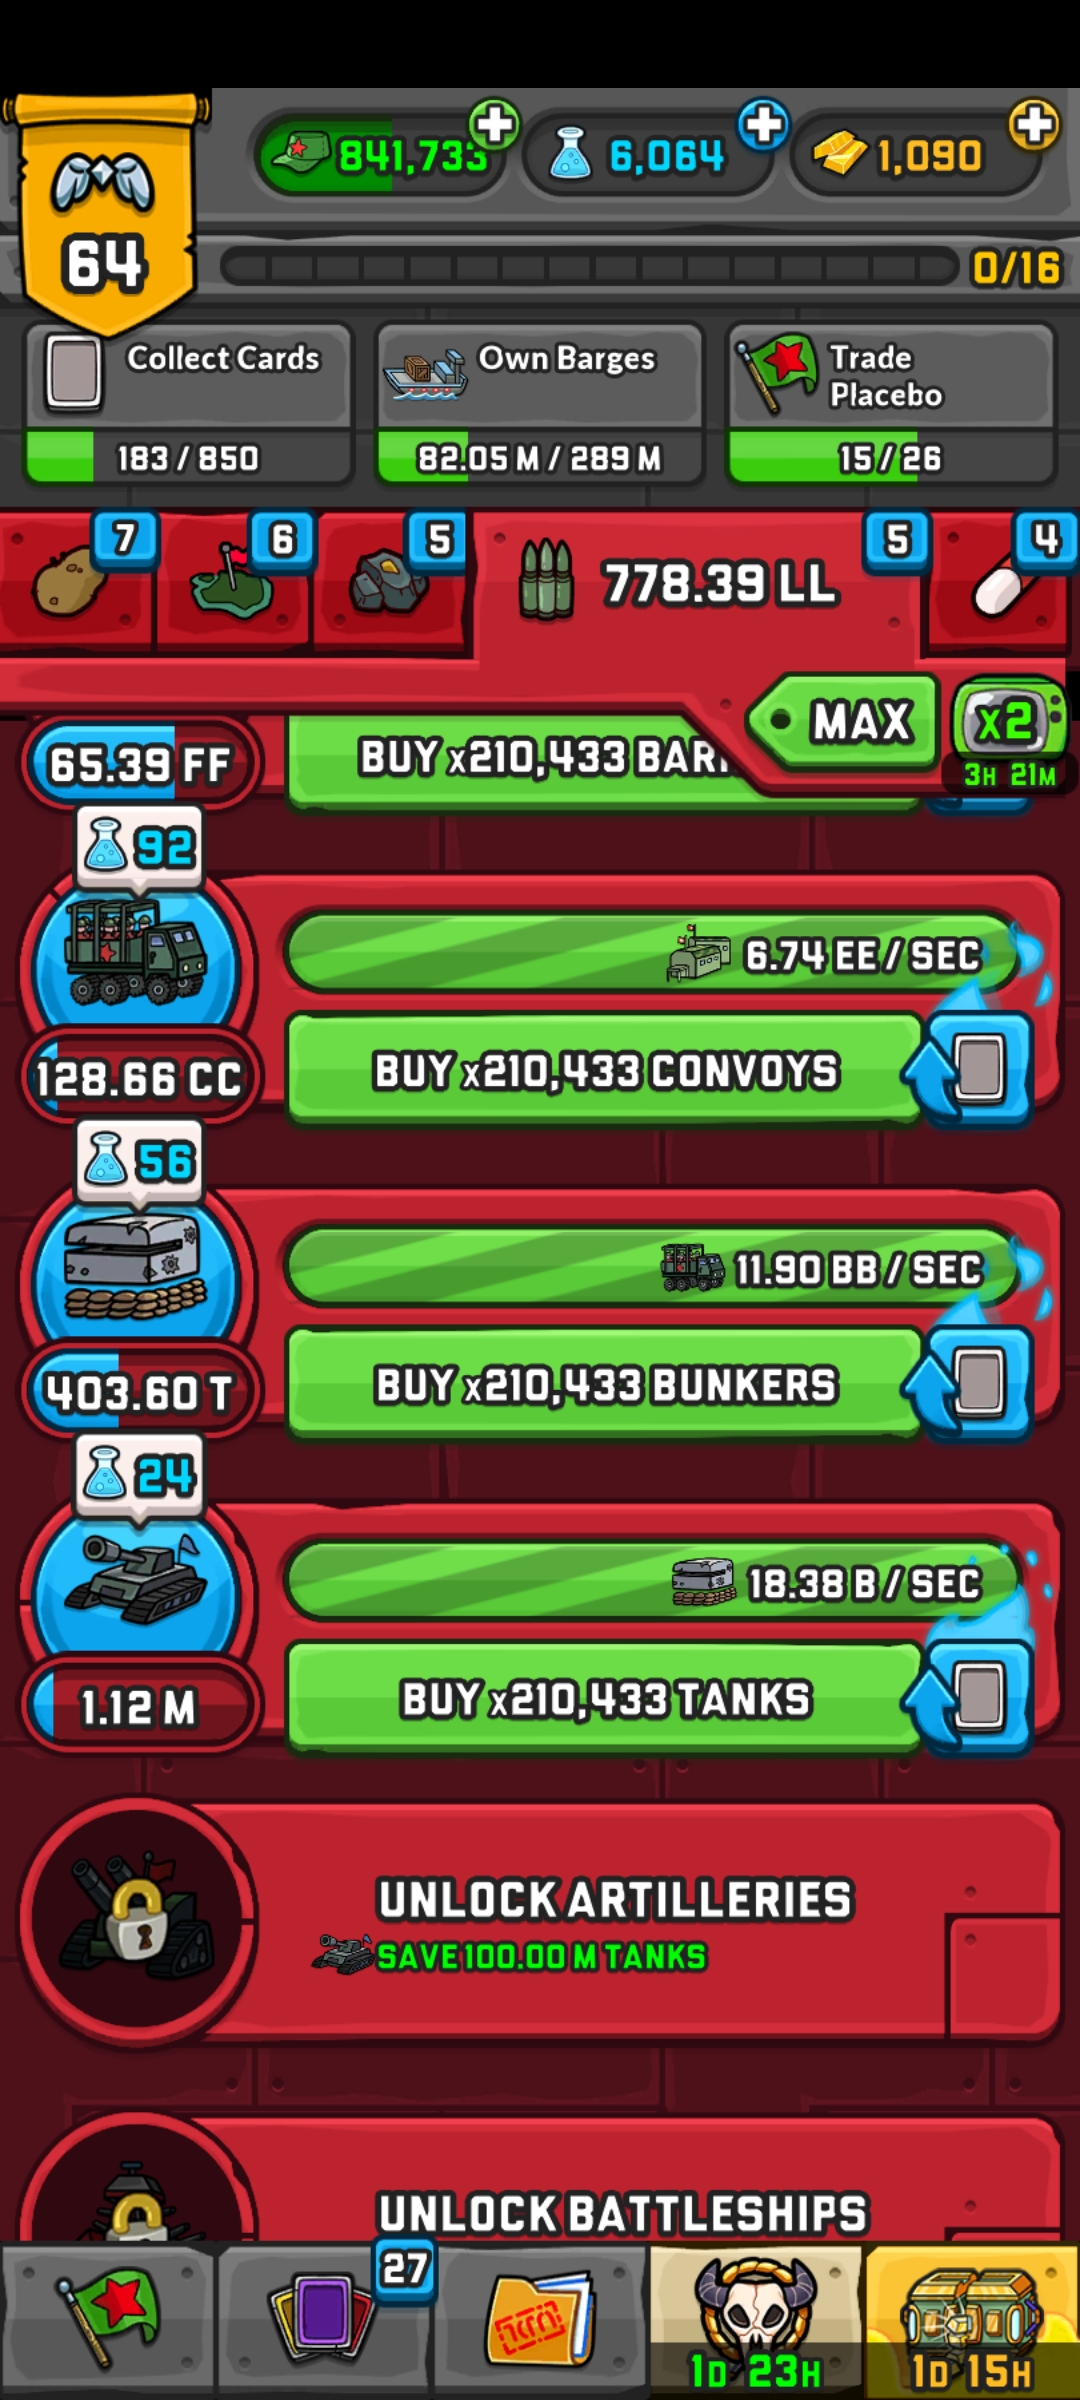 841,733
6,064
1,090
64
0/16
Collect Cards
183 / 850
Own Barges
82.05 M / 289 M
Trade
Placebo
15 / 26
7
6
5
778.39 LL
5
4
MAX
x2
3H 21M
65.39 FF
BUY x210,433
92
6.74 EE / SEC
128.66 CC
BUY x210,433 CONVOYS
56
11.90 BB / SEC
403.60 T
BUY x210,433 BUNKERS
24
18.38 B / SEC
1.12 M
BUY x210,433 TANKS
UNLOCK ARTILLERIES
SAVE 100.00 M TANKS
UNLOCK BATTLESHIPS
27
1D 23H
1D 15H